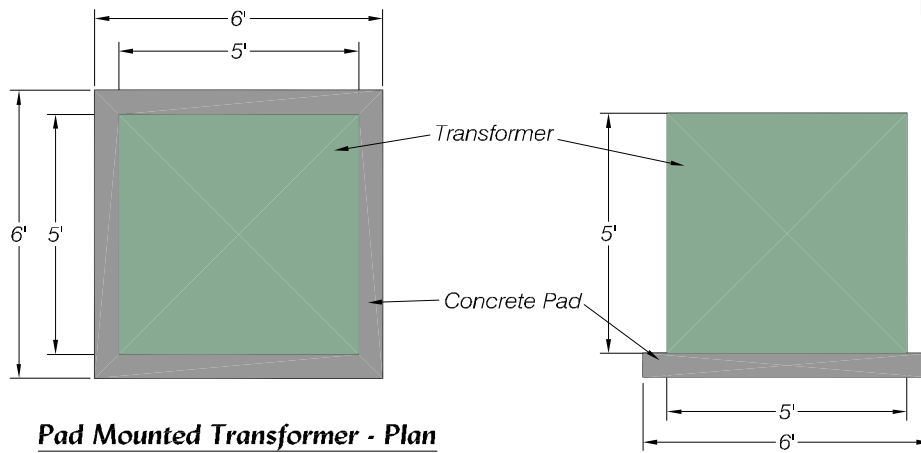 6'
5'
Transformer
6'
5'
5'
Concrete Pad
5'
6'
Pad Mounted Transformer - Plan